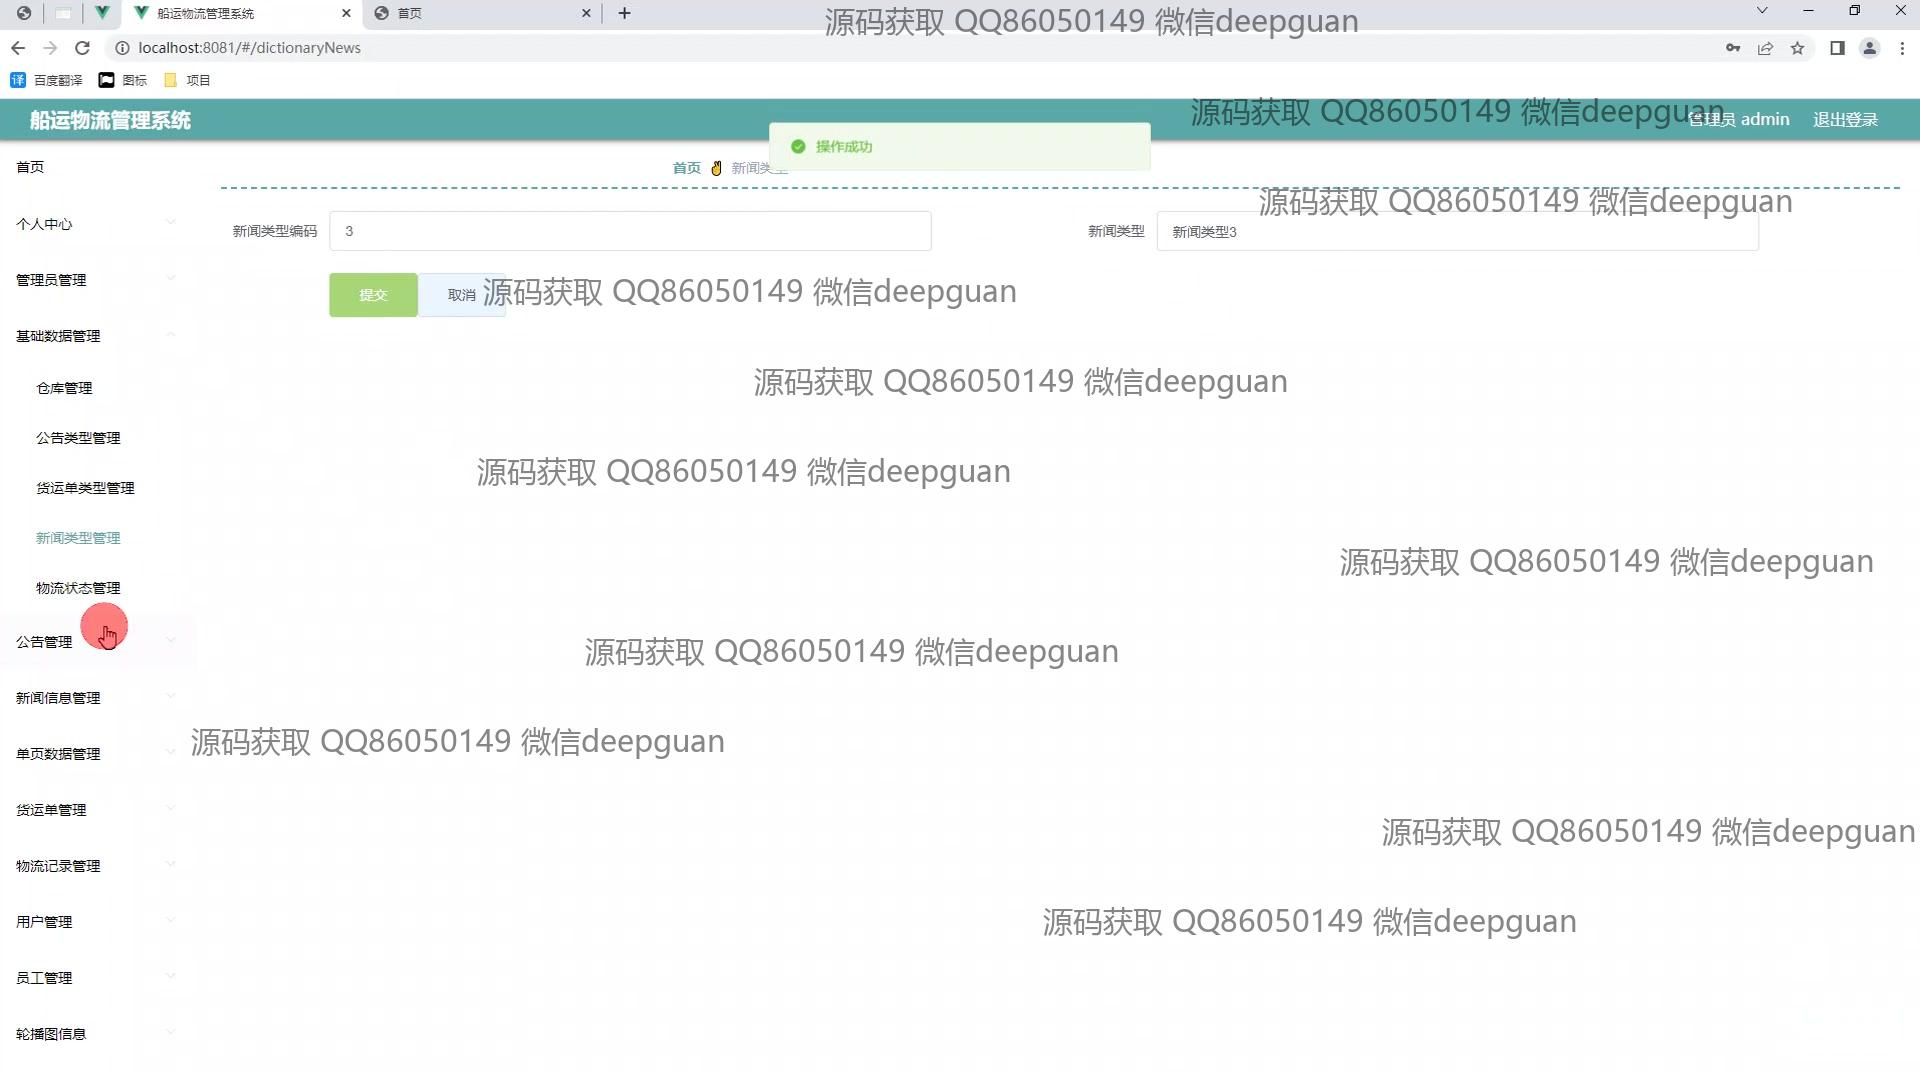 船运物流管理系统
首页
源码获取 QQ86050149 微信deepguan
localhost:8081/#/dictionaryNews
百度翻译
图标
项目
船运物流管理系统
源码获取 QQ86050149 微信deepguan
管理员 admin
退出登录
操作成功
首页
首页
新闻类型
源码获取 QQ86050149 微信deepguan
个人中心
新闻类型编码
3
新闻类型
新闻类型3
管理员管理
提交
取消
源码获取 QQ86050149 微信deepguan
基础数据管理
仓库管理
源码获取 QQ86050149 微信deepguan
公告类型管理
货运单类型管理
源码获取 QQ86050149 微信deepguan
新闻类型管理
源码获取 QQ86050149 微信deepguan
物流状态管理
公告管理
源码获取 QQ86050149 微信deepguan
新闻信息管理
单页数据管理
源码获取 QQ86050149 微信deepguan
货运单管理
源码获取 QQ86050149 微信deepguan
物流记录管理
用户管理
源码获取 QQ86050149 微信deepguan
员工管理
轮播图信息